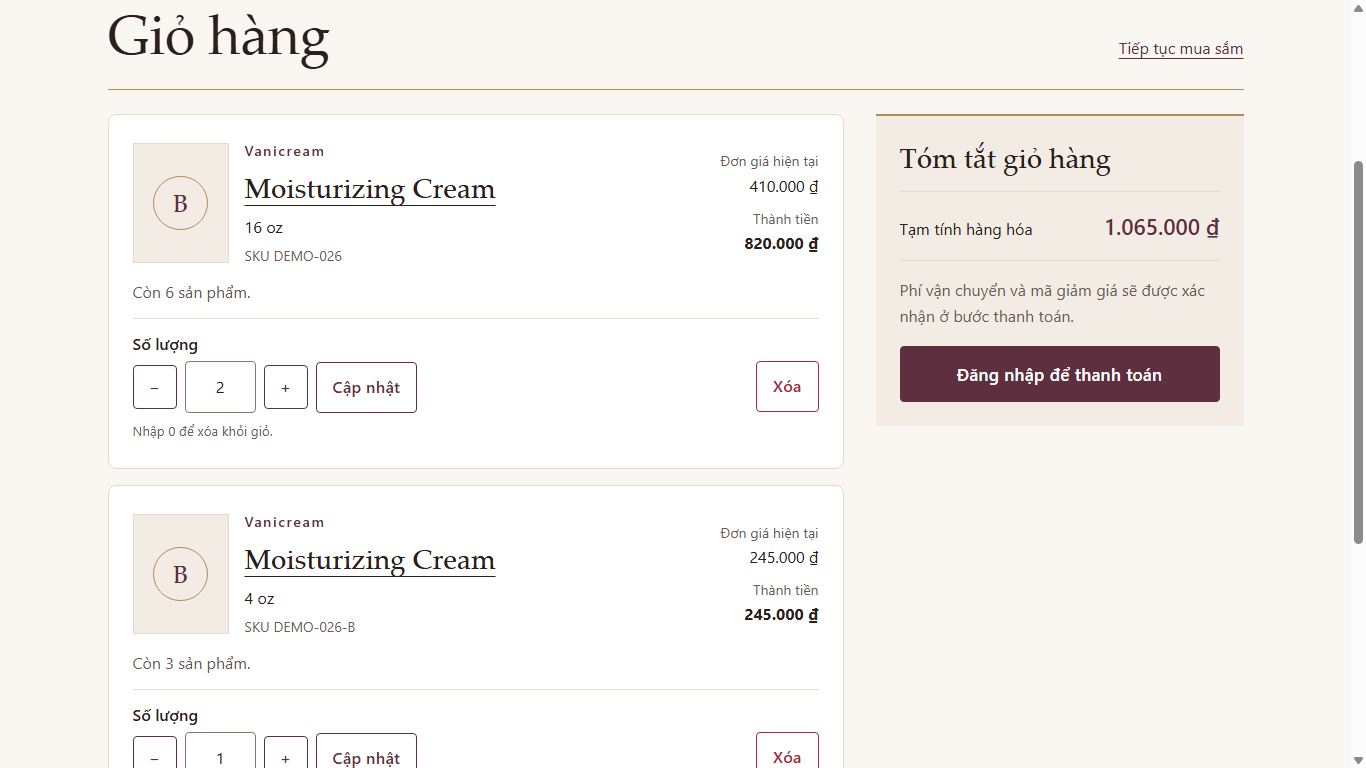 Giỏ hàng
Tiếp tục mua sắm
Vanicream
B
Moisturizing Cream
16 oz
SKU DEMO-026
Đơn giá hiện tại
410.000 ₫
Thành tiền
820.000 ₫
Còn 6 sản phẩm.
Số lượng
− 2 + Cập nhật Xóa
Nhập 0 để xóa khỏi giỏ.
Vanicream
B
Moisturizing Cream
4 oz
SKU DEMO-026-B
Đơn giá hiện tại
245.000 ₫
Thành tiền
245.000 ₫
Còn 3 sản phẩm.
Số lượng
− 1 + Cập nhật Xóa
Tóm tắt giỏ hàng
Tạm tính hàng hóa 1.065.000 ₫
Phí vận chuyển và mã giảm giá sẽ được xác
nhận ở bước thanh toán.
Đăng nhập để thanh toán